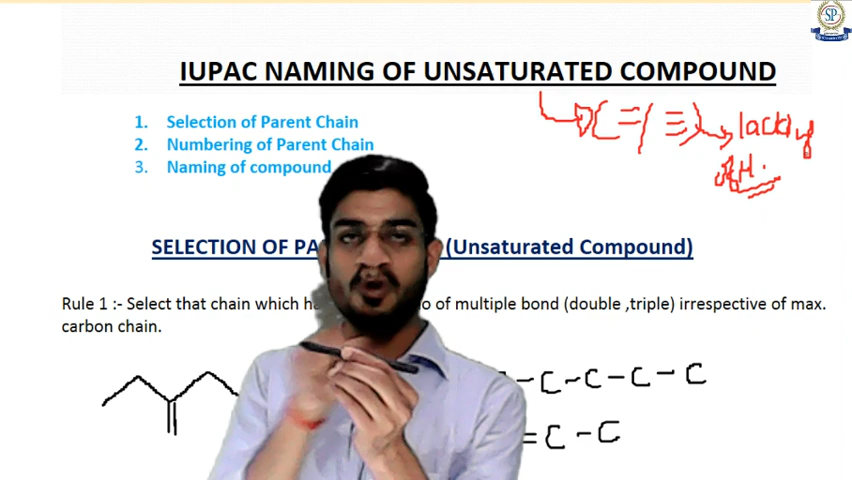 SP
IUPAC NAMING OF UNSATURATED COMPOUND
(= / ≡) → lacking of H.
1. Selection of Parent Chain
2. Numbering of Parent Chain
3. Naming of compound
SELECTION OF (Unsaturated Compound)
Rule 1 :- Select that chain which of multiple bond (double ,triple) irrespective of max.
carbon chain.
- C - C - C - C
= C - C